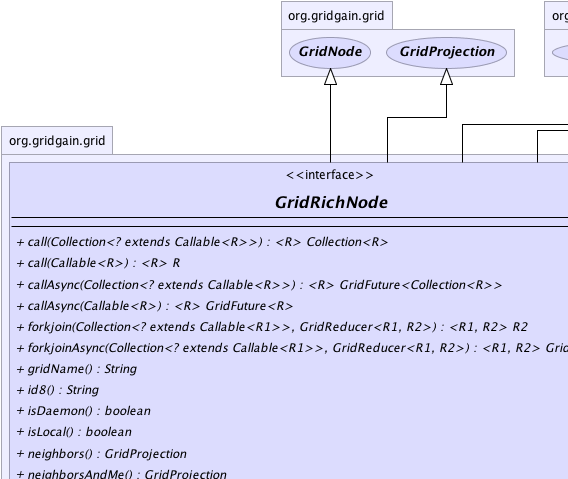 org.gridgain.grid
GridNode
GridProjection
org.gridgain.grid
<<interface>>
GridRichNode
+ call(Collection<? extends Callable<R>>) : <R> Collection<R>
+ call(Callable<R>) : <R> R
+ callAsync(Collection<? extends Callable<R>>) : <R> GridFuture<Collection<R>>
+ callAsync(Callable<R>) : <R> GridFuture<R>
+ forkjoin(Collection<? extends Callable<R1>>, GridReducer<R1, R2>) : <R1, R2> R2
+ forkjoinAsync(Collection<? extends Callable<R1>>, GridReducer<R1, R2>) : <R1, R2> Grid
+ gridName() : String
+ id8() : String
+ isDaemon() : boolean
+ isLocal() : boolean
+ neighbors() : GridProjection
+ neighborsAndMe() : GridProjection